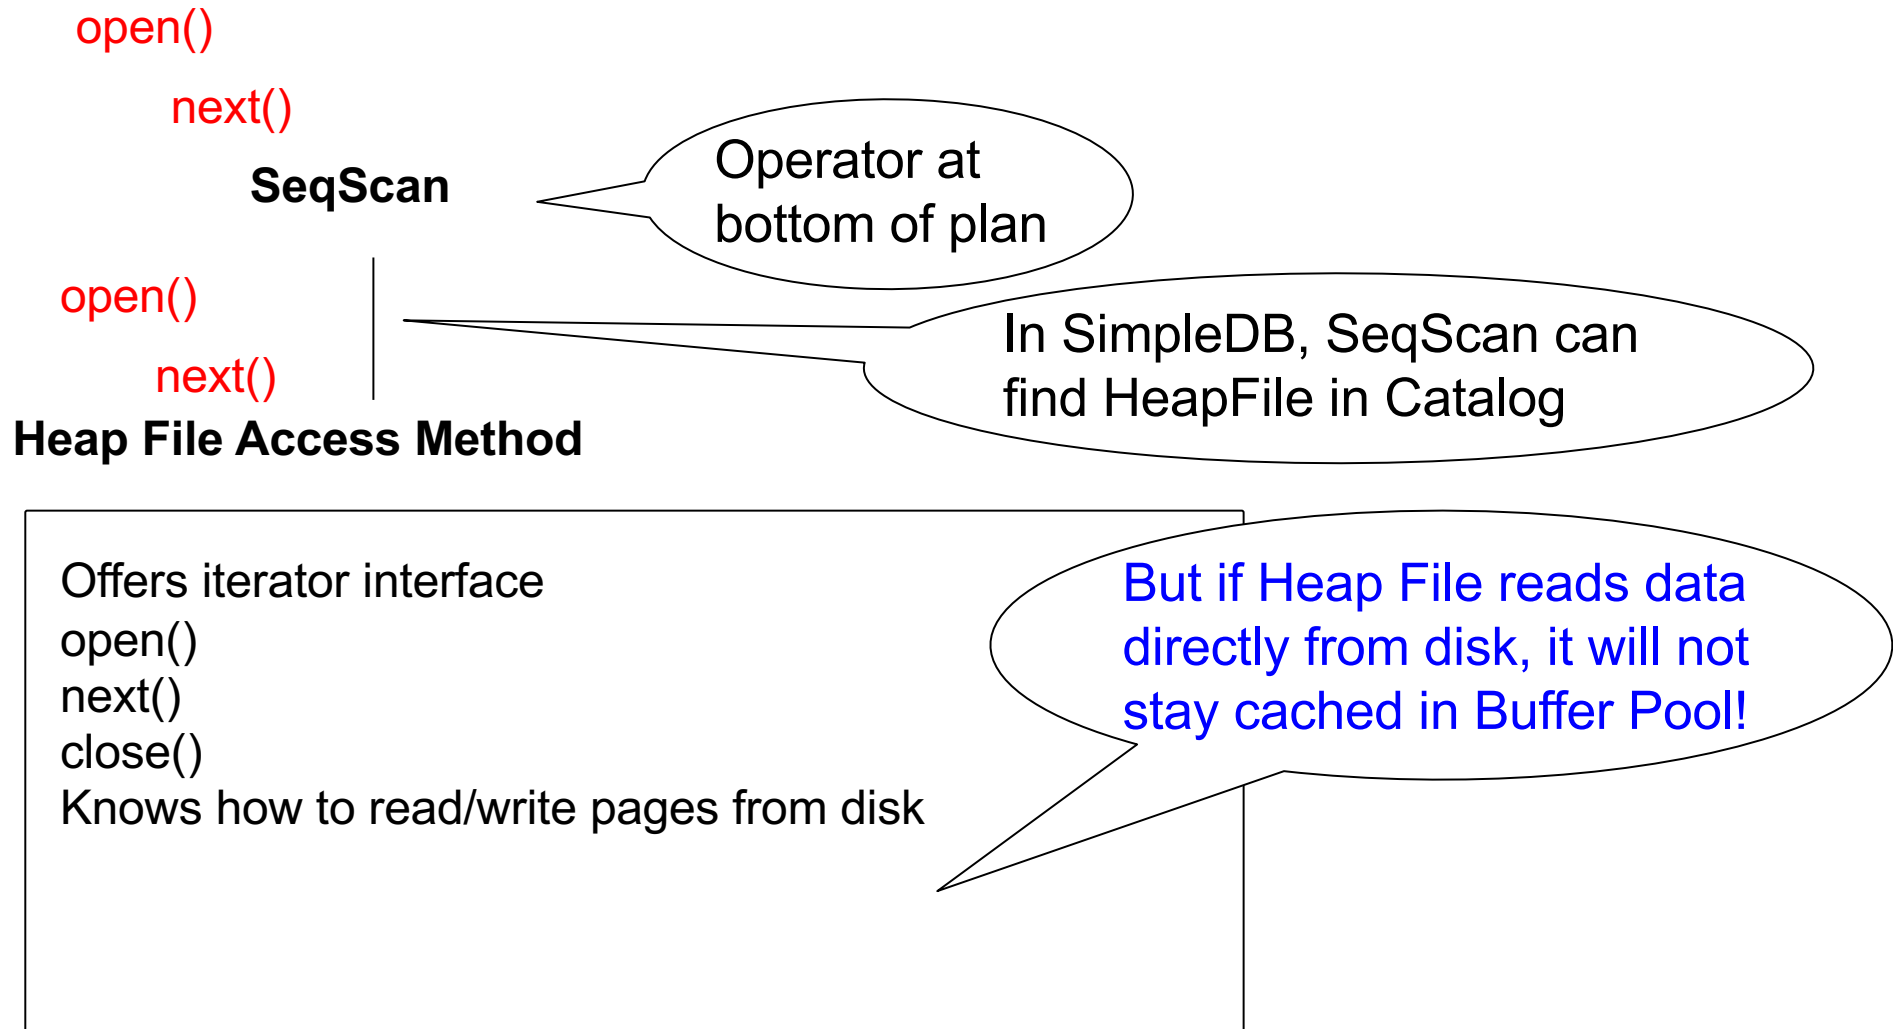 open()
next()
SeqScan
Operator at
bottom of plan
open()
next()
In SimpleDB, SeqScan can
find HeapFile in Catalog
Heap File Access Method
Offers iterator interface
open()
next()
close()
Knows how to read/write pages from disk
But if Heap File reads data
directly from disk, it will not
stay cached in Buffer Pool!